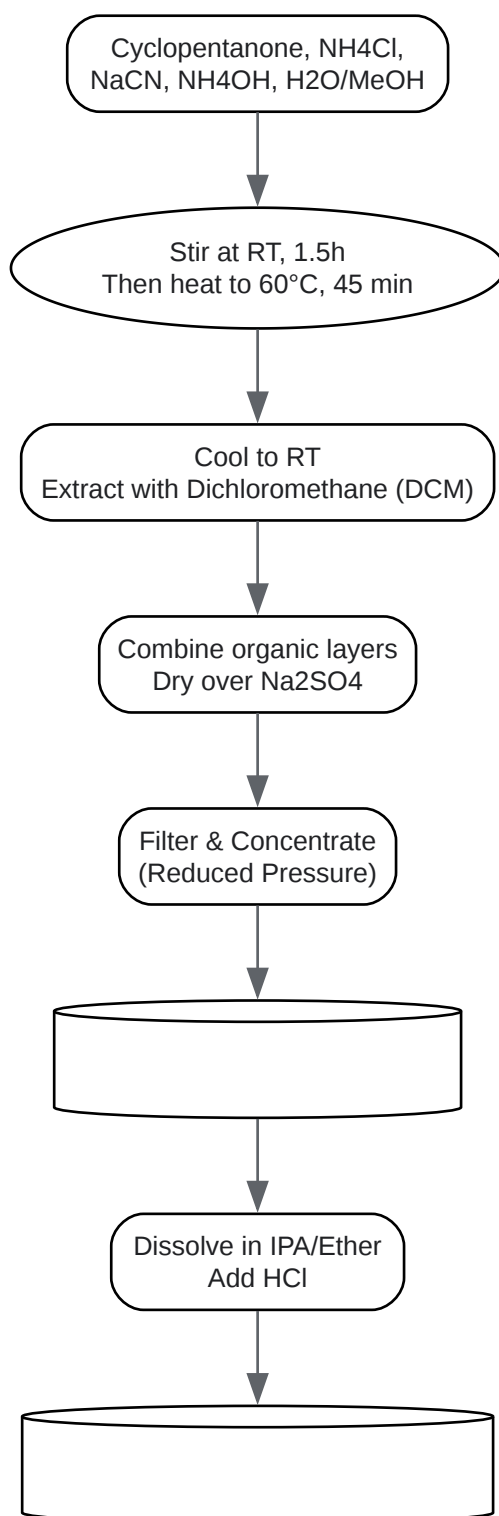 Cyclopentanone, NH4Cl,
NaCN, NH4OH, H2O/MeOH
Stir at RT, 1.5h
Then heat to 60°C, 45 min
Cool to RT
Extract with Dichloromethane (DCM)
Combine organic layers
Dry over Na2SO4
Filter & Concentrate
(Reduced Pressure)
Dissolve in IPA/Ether
Add HCl